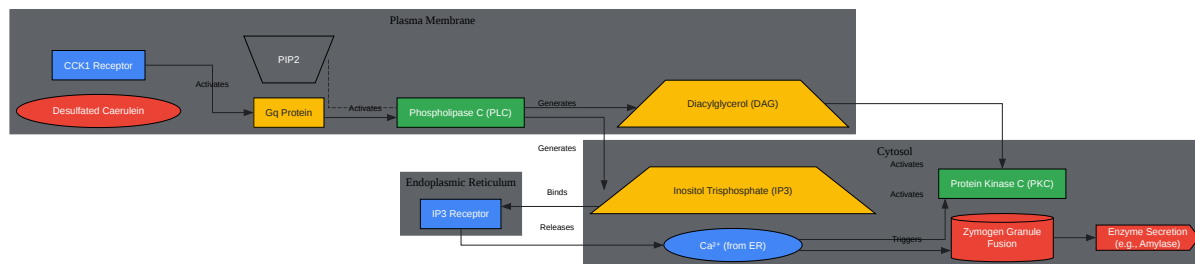 Plasma Membrane
PIP2
CCK1 Receptor
Activates
Desulfated Caerulein
Gq Protein
Activates
Phospholipase C (PLC)
Generates
Diacylglycerol (DAG)
Generates
Cytosol
Activates
Endoplasmic Reticulum
Protein Kinase C (PKC)
Binds
Inositol Trisphosphate (IP3)
Activates
IP3 Receptor
Releases
Ca²⁺ (from ER)
Triggers
Zymogen Granule
Fusion
Enzyme Secretion
(e.g., Amylase)